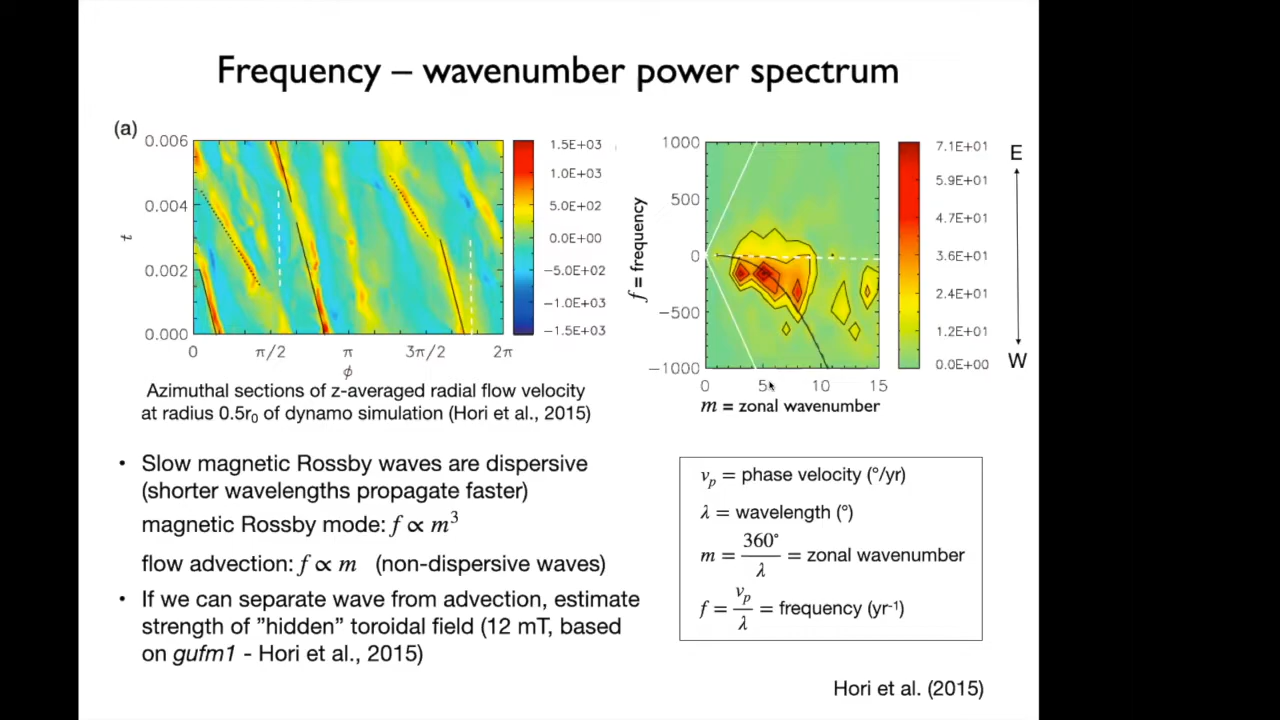 Frequency – wavenumber power spectrum
(a)
0.006
0.004
0.002
0.000
t
0
π/2
π
3π/2
2π
ϕ
1.5E+03
1.0E+03
5.0E+02
0.0E+00
−5.0E+02
−1.0E+03
−1.5E+03
Azimuthal sections of z-averaged radial flow velocity
at radius 0.5r₀ of dynamo simulation (Hori et al., 2015)
f = frequency
1000
500
0
−500
−1000
0
5
10
15
m = zonal wavenumber
7.1E+01
5.9E+01
4.7E+01
3.6E+01
2.4E+01
1.2E+01
0.0E+00
E
W
• Slow magnetic Rossby waves are dispersive
(shorter wavelengths propagate faster)
magnetic Rossby mode: f ∝ m³
flow advection: f ∝ m (non-dispersive waves)
• If we can separate wave from advection, estimate
strength of ”hidden” toroidal field (12 mT, based
on gufm1 - Hori et al., 2015)
vₚ = phase velocity (°/yr)
λ = wavelength (°)
m = 360°/λ = zonal wavenumber
f = vₚ/λ = frequency (yr⁻¹)
Hori et al. (2015)